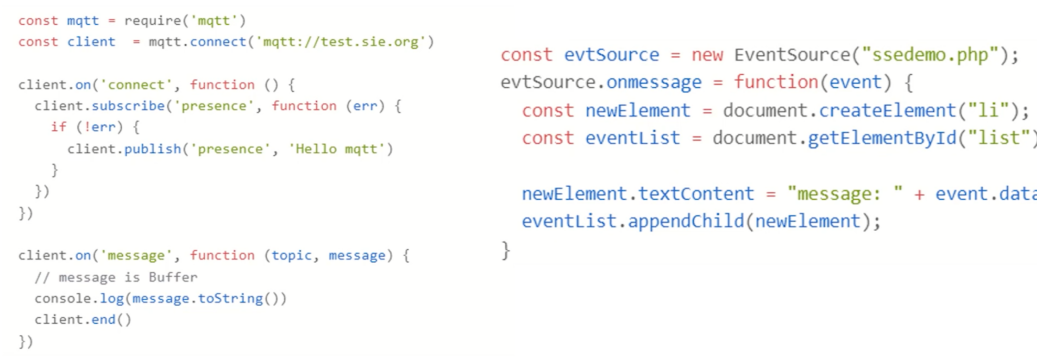 const mqtt = require('mqtt')
const client  = mqtt.connect('mqtt://test.sie.org')

client.on('connect', function () {
  client.subscribe('presence', function (err) {
    if (!err) {
      client.publish('presence', 'Hello mqtt')
    }
  })
})

client.on('message', function (topic, message) {
  // message is Buffer
  console.log(message.toString())
  client.end()
})

const evtSource = new EventSource("ssedemo.php");
evtSource.onmessage = function(event) {
  const newElement = document.createElement("li");
  const eventList = document.getElementById("list")

  newElement.textContent = "message: " + event.data
  eventList.appendChild(newElement);
}